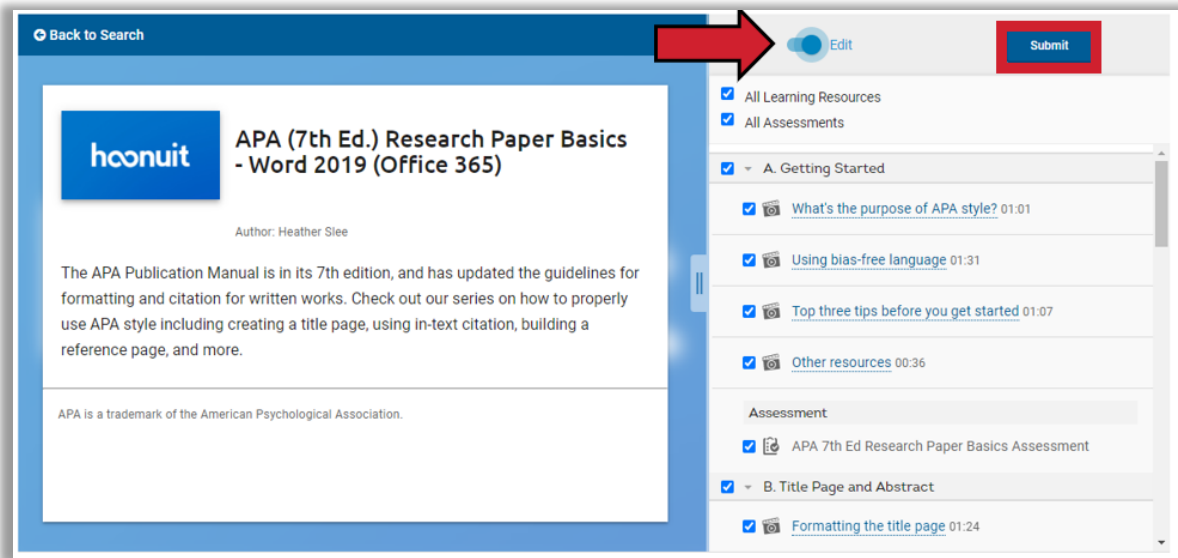 Back to Search
Edit
Submit
hoonuit
APA (7th Ed.) Research Paper Basics
- Word 2019 (Office 365)
Author: Heather Slee
The APA Publication Manual is in its 7th edition, and has updated the guidelines for
formatting and citation for written works. Check out our series on how to properly
use APA style including creating a title page, using in-text citation, building a
reference page, and more.
APA is a trademark of the American Psychological Association.
All Learning Resources
All Assessments
A. Getting Started
What's the purpose of APA style? 01:01
Using bias-free language 01:31
Top three tips before you get started 01:07
Other resources 00:36
Assessment
APA 7th Ed Research Paper Basics Assessment
B. Title Page and Abstract
Formatting the title page 01:24